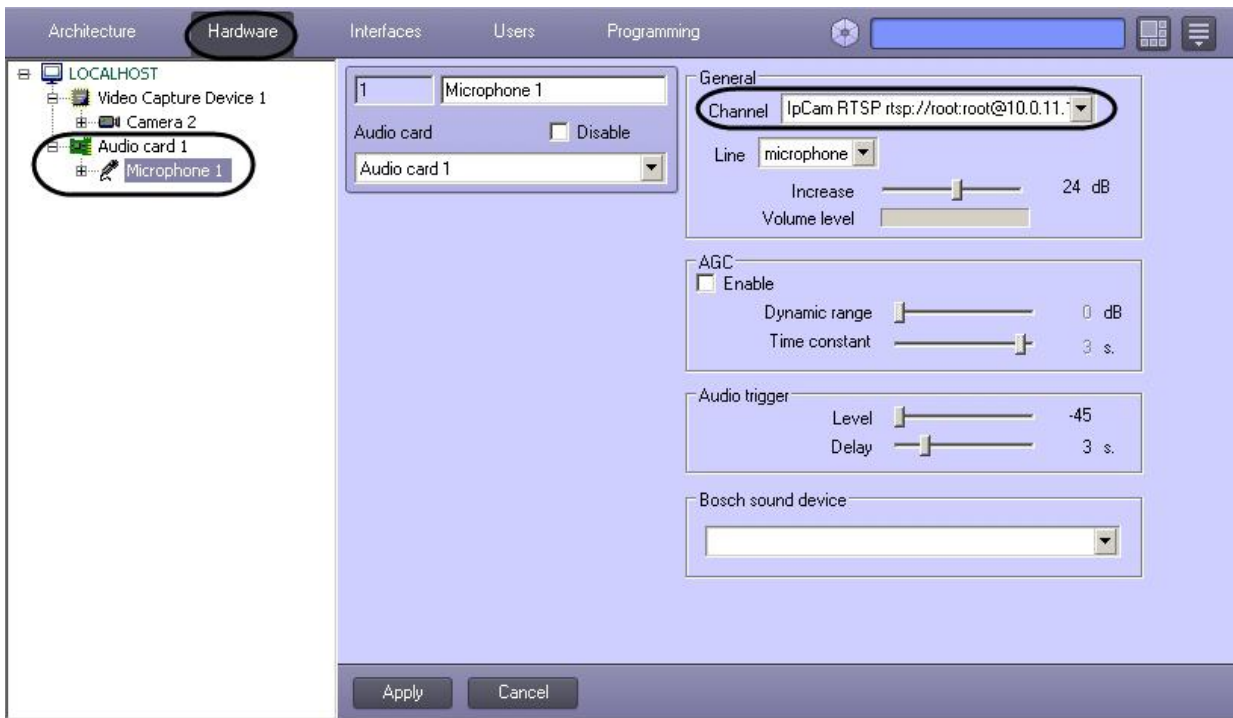 Architecture Hardware Interfaces Users Programming
LOCALHOST
Video Capture Device 1
Camera 2
Audio card 1
Microphone 1
1 Microphone 1
Audio card Disable
Audio card 1
General
Channel IpCam RTSP rtsp://root:root@10.0.11.1
Line microphone
Increase 24 dB
Volume level
AGC
Enable
Dynamic range 0 dB
Time constant 3 s.
Audio trigger
Level -45
Delay 3 s.
Bosch sound device
Apply Cancel